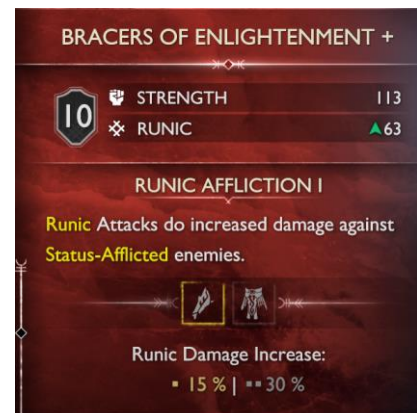 BRACERS OF ENLIGHTENMENT +
10
STRENGTH 113
RUNIC 63
RUNIC AFFLICTION I
Runic Attacks do increased damage against
Status-Afflicted enemies.
Runic Damage Increase:
15 % | 30 %